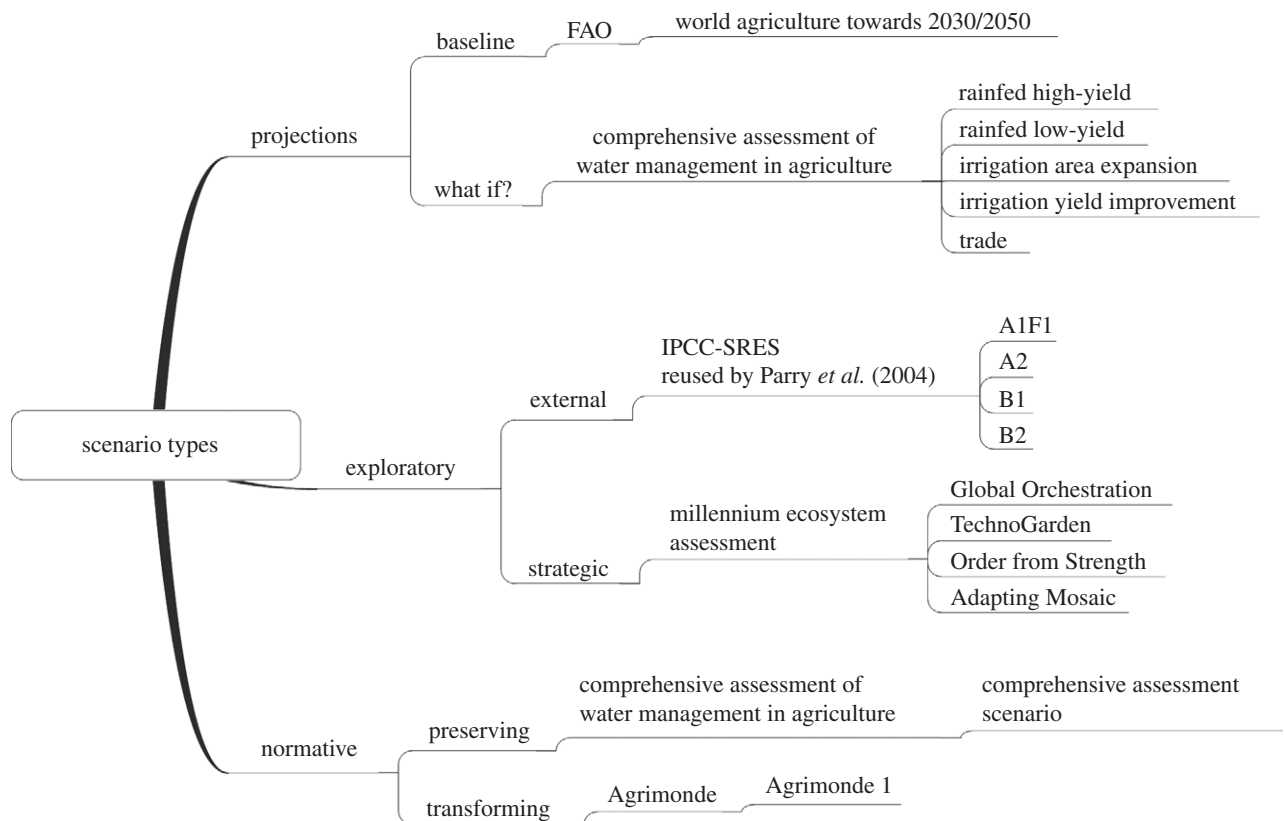 scenario types
projections
baseline
FAO
world agriculture towards 2030/2050
what if?
comprehensive assessment of
water management in agriculture
rainfed high-yield
rainfed low-yield
irrigation area expansion
irrigation yield improvement
trade
exploratory
external
IPCC-SRES
reused by Parry et al. (2004)
A1F1
A2
B1
B2
strategic
millennium ecosystem
assessment
Global Orchestration
TechnoGarden
Order from Strength
Adapting Mosaic
normative
preserving
comprehensive assessment of
water management in agriculture
comprehensive assessment
scenario
transforming
Agrimonde
Agrimonde 1